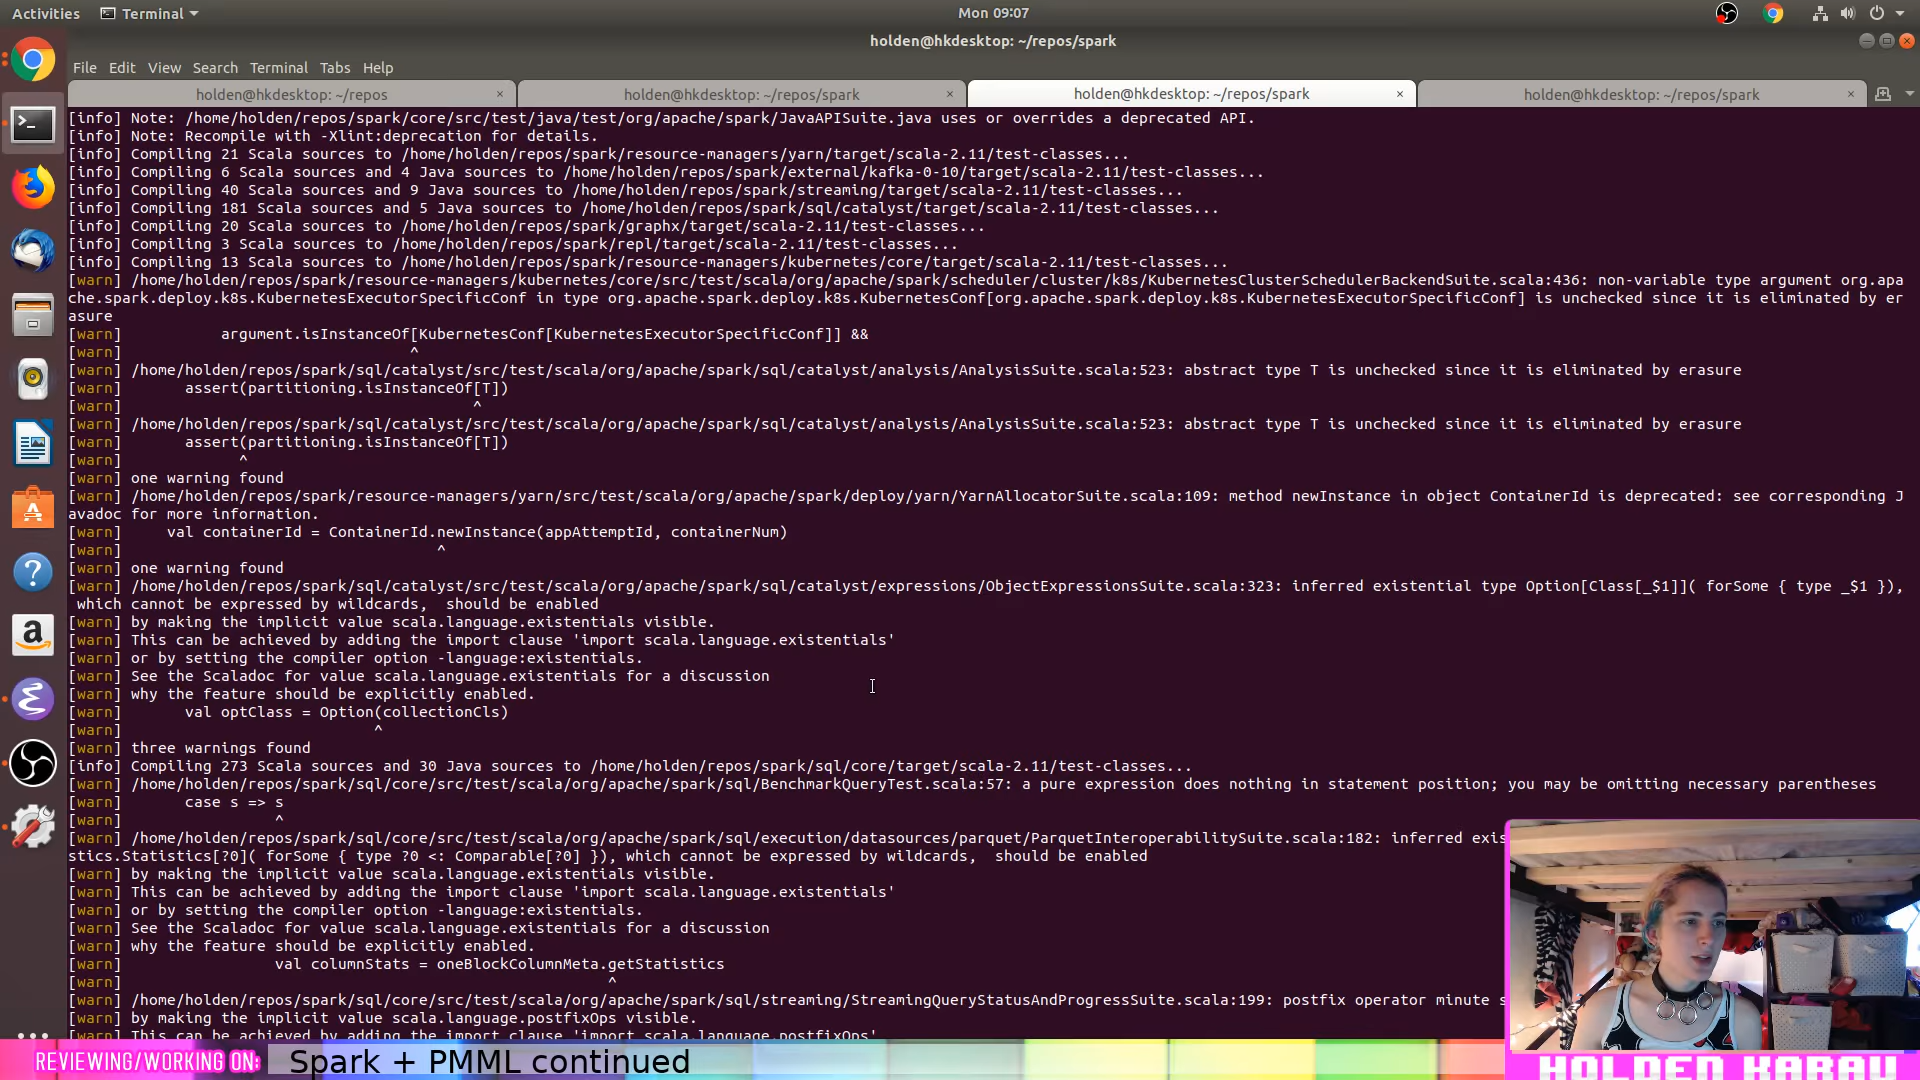 Activities
Terminal
Mon 09:07
holden@hkdesktop: ~/repos/spark
File Edit View Search Terminal Tabs Help
holden@hkdesktop: ~/repos × holden@hkdesktop: ~/repos/spark × holden@hkdesktop: ~/repos/spark × holden@hkdesktop: ~/repos/spark ×
[info] Note: /home/holden/repos/spark/core/src/test/java/test/org/apache/spark/JavaAPISuite.java uses or overrides a deprecated API.
[info] Note: Recompile with -Xlint:deprecation for details.
[info] Compiling 21 Scala sources to /home/holden/repos/spark/resource-managers/yarn/target/scala-2.11/test-classes...
[info] Compiling 6 Scala sources and 4 Java sources to /home/holden/repos/spark/external/kafka-0-10/target/scala-2.11/test-classes...
[info] Compiling 40 Scala sources and 9 Java sources to /home/holden/repos/spark/streaming/target/scala-2.11/test-classes...
[info] Compiling 181 Scala sources and 5 Java sources to /home/holden/repos/spark/sql/catalyst/target/scala-2.11/test-classes...
[info] Compiling 20 Scala sources to /home/holden/repos/spark/graphx/target/scala-2.11/test-classes...
[info] Compiling 3 Scala sources to /home/holden/repos/spark/repl/target/scala-2.11/test-classes...
[info] Compiling 13 Scala sources to /home/holden/repos/spark/resource-managers/kubernetes/core/target/scala-2.11/test-classes...
[warn] /home/holden/repos/spark/resource-managers/kubernetes/core/src/test/scala/org/apache/spark/scheduler/cluster/k8s/KubernetesClusterSchedulerBackendSuite.scala:436: non-variable type argument org.apa
che.spark.deploy.k8s.KubernetesExecutorSpecificConf in type org.apache.spark.deploy.k8s.KubernetesConf[org.apache.spark.deploy.k8s.KubernetesExecutorSpecificConf] is unchecked since it is eliminated by er
asure
[warn]           argument.isInstanceOf[KubernetesConf[KubernetesExecutorSpecificConf]] &&
[warn]                                ^
[warn] /home/holden/repos/spark/sql/catalyst/src/test/scala/org/apache/spark/sql/catalyst/analysis/AnalysisSuite.scala:523: abstract type T is unchecked since it is eliminated by erasure
[warn]       assert(partitioning.isInstanceOf[T])
[warn]                                       ^
[warn] /home/holden/repos/spark/sql/catalyst/src/test/scala/org/apache/spark/sql/catalyst/analysis/AnalysisSuite.scala:523: abstract type T is unchecked since it is eliminated by erasure
[warn]       assert(partitioning.isInstanceOf[T])
[warn]             ^
[warn] one warning found
[warn] /home/holden/repos/spark/resource-managers/yarn/src/test/scala/org/apache/spark/deploy/yarn/YarnAllocatorSuite.scala:109: method newInstance in object ContainerId is deprecated: see corresponding J
avadoc for more information.
[warn]     val containerId = ContainerId.newInstance(appAttemptId, containerNum)
[warn]                                   ^
[warn] one warning found
[warn] /home/holden/repos/spark/sql/catalyst/src/test/scala/org/apache/spark/sql/catalyst/expressions/ObjectExpressionsSuite.scala:323: inferred existential type Option[Class[_$1]]( forSome { type _$1 }),
which cannot be expressed by wildcards,  should be enabled
[warn] by making the implicit value scala.language.existentials visible.
[warn] This can be achieved by adding the import clause 'import scala.language.existentials'
[warn] or by setting the compiler option -language:existentials.
[warn] See the Scaladoc for value scala.language.existentials for a discussion
[warn] why the feature should be explicitly enabled.
[warn]       val optClass = Option(collectionCls)
[warn]                            ^
[warn] three warnings found
[info] Compiling 273 Scala sources and 30 Java sources to /home/holden/repos/spark/sql/core/target/scala-2.11/test-classes...
[warn] /home/holden/repos/spark/sql/core/src/test/scala/org/apache/spark/sql/BenchmarkQueryTest.scala:57: a pure expression does nothing in statement position; you may be omitting necessary parentheses
[warn]       case s => s
[warn]                 ^
[warn] /home/holden/repos/spark/sql/core/src/test/scala/org/apache/spark/sql/execution/datasources/parquet/ParquetInteroperabilitySuite.scala:182: inferred exis
stics.Statistics[?0]( forSome { type ?0 <: Comparable[?0] }), which cannot be expressed by wildcards,  should be enabled
[warn] by making the implicit value scala.language.existentials visible.
[warn] This can be achieved by adding the import clause 'import scala.language.existentials'
[warn] or by setting the compiler option -language:existentials.
[warn] See the Scaladoc for value scala.language.existentials for a discussion
[warn] why the feature should be explicitly enabled.
[warn]                 val columnStats = oneBlockColumnMeta.getStatistics
[warn]                                                      ^
[warn] /home/holden/repos/spark/sql/core/src/test/scala/org/apache/spark/sql/streaming/StreamingQueryStatusAndProgressSuite.scala:199: postfix operator minute s
[warn] by making the implicit value scala.language.postfixOps visible.
[warn] This can be achieved by adding the import clause 'import scala.language.postfixOps'
REVIEWING/WORKING ON: Spark + PMML continued
HOLDEN KARAU